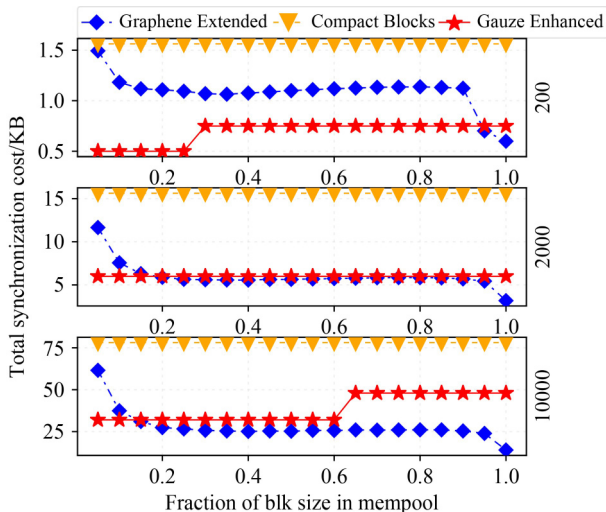 Graphene Extended Compact Blocks Gauze Enhanced
Total synchronization cost/KB
1.5
1.0
0.5
200
0.2 0.4 0.6 0.8 1.0
15
10
5
2000
0.2 0.4 0.6 0.8 1.0
75
50
25
10000
0.2 0.4 0.6 0.8 1.0
Fraction of blk size in mempool